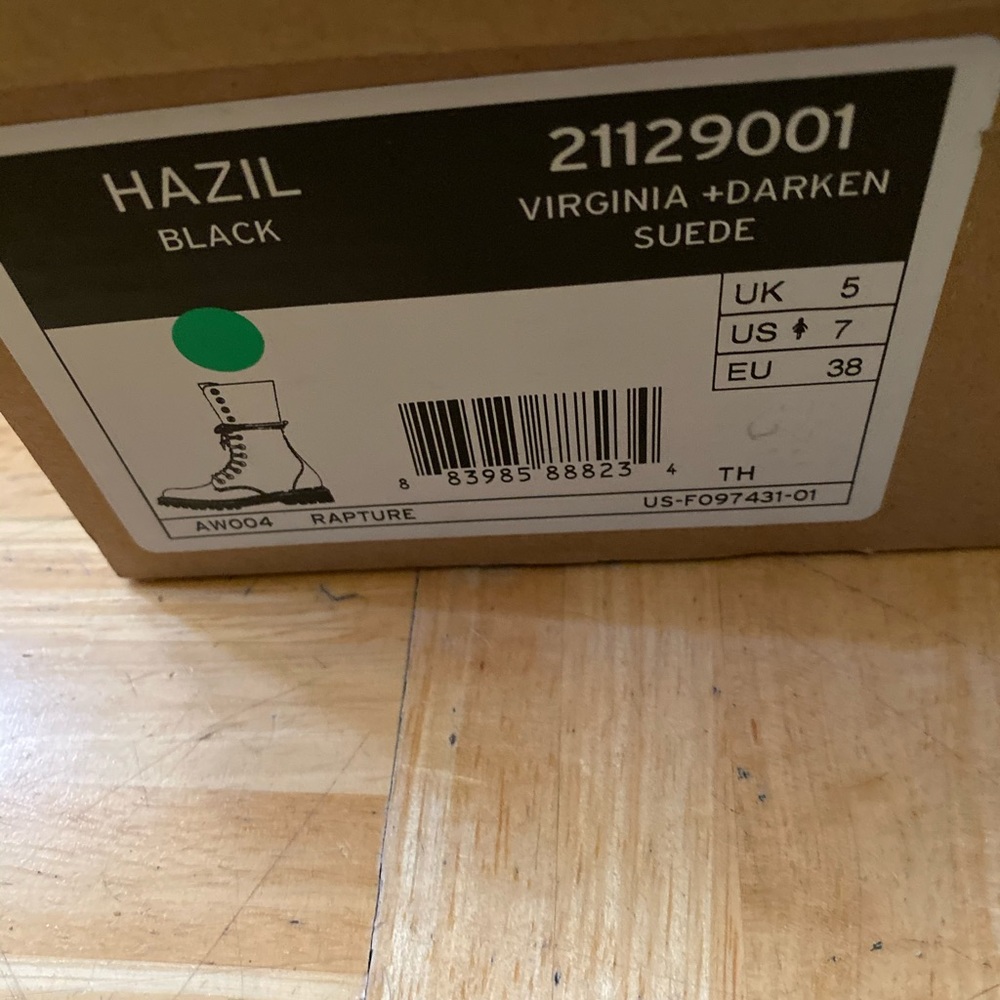 HAZIL
BLACK
21129001
VIRGINIA +DARKEN
SUEDE
UK 5
US 7
EU 38
8 83985 88823 4
TH
AW004 RAPTURE
US-F097431-01